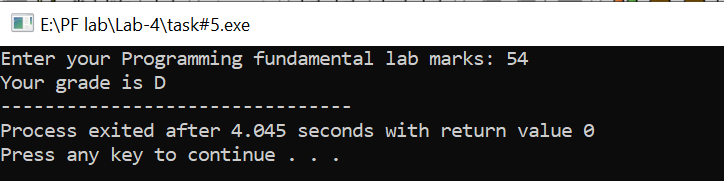 E:\PF lab\Lab-4\task#5.exe
Enter your Programming fundamental lab marks: 54
Your grade is D
--------------------------------
Process exited after 4.045 seconds with return value 0
Press any key to continue . . .